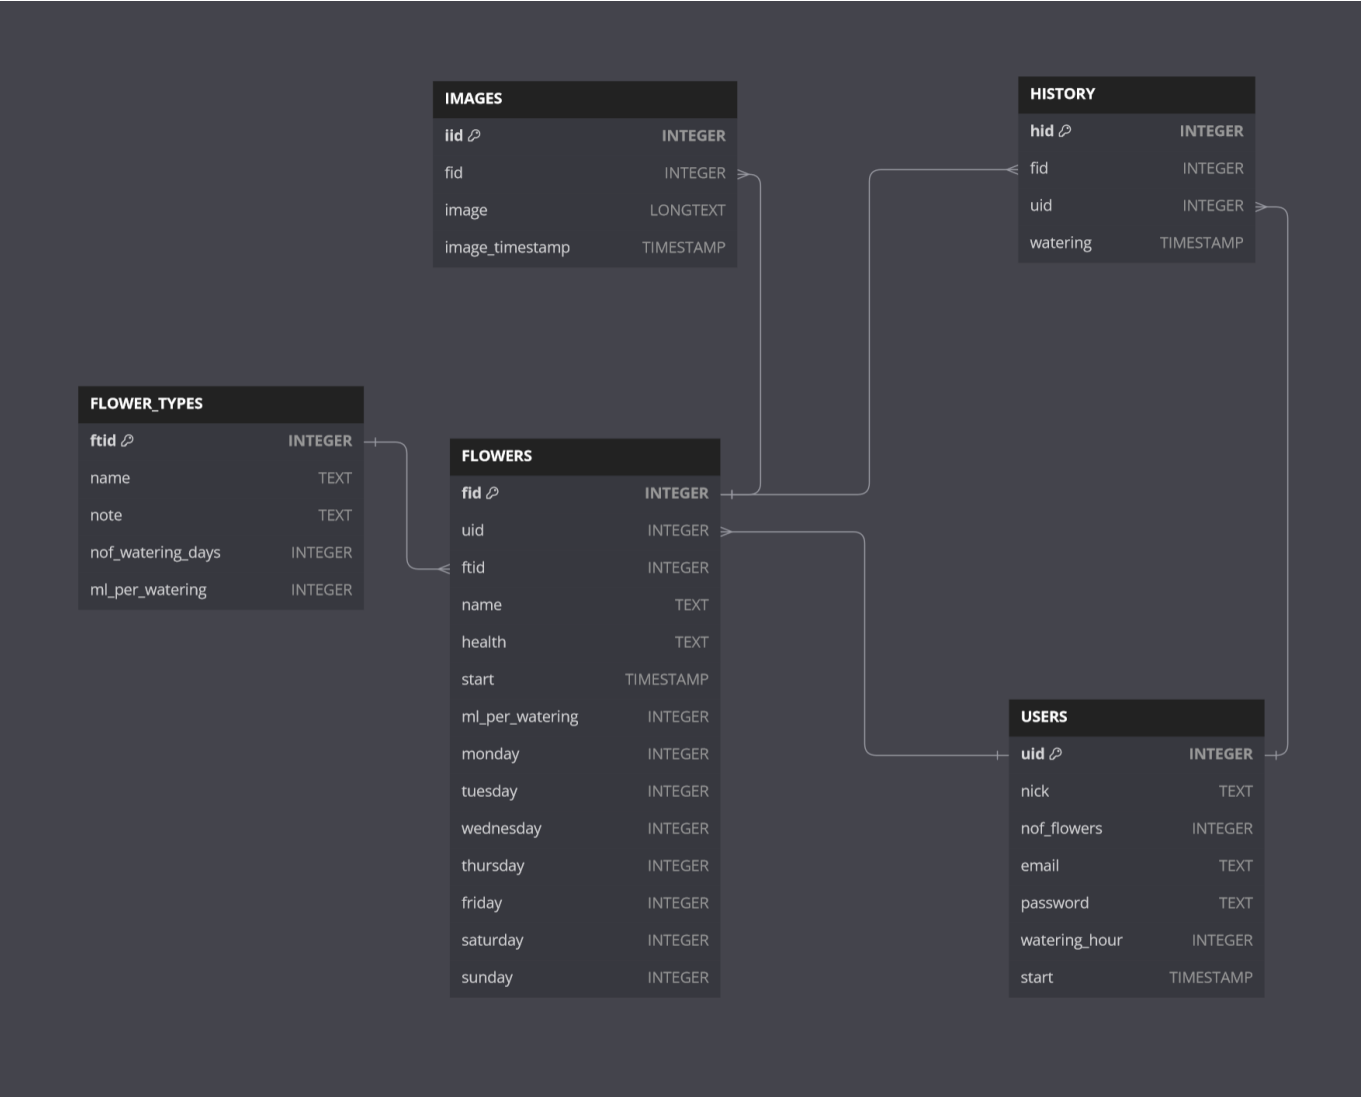 IMAGES
iid INTEGER
fid INTEGER
image LONGTEXT
image_timestamp TIMESTAMP
HISTORY
hid INTEGER
fid INTEGER
uid INTEGER
watering TIMESTAMP
FLOWER_TYPES
ftid INTEGER
name TEXT
note TEXT
nof_watering_days INTEGER
ml_per_watering INTEGER
FLOWERS
fid INTEGER
uid INTEGER
ftid INTEGER
name TEXT
health TEXT
start TIMESTAMP
ml_per_watering INTEGER
monday INTEGER
tuesday INTEGER
wednesday INTEGER
thursday INTEGER
friday INTEGER
saturday INTEGER
sunday INTEGER
USERS
uid INTEGER
nick TEXT
nof_flowers INTEGER
email TEXT
password TEXT
watering_hour INTEGER
start TIMESTAMP